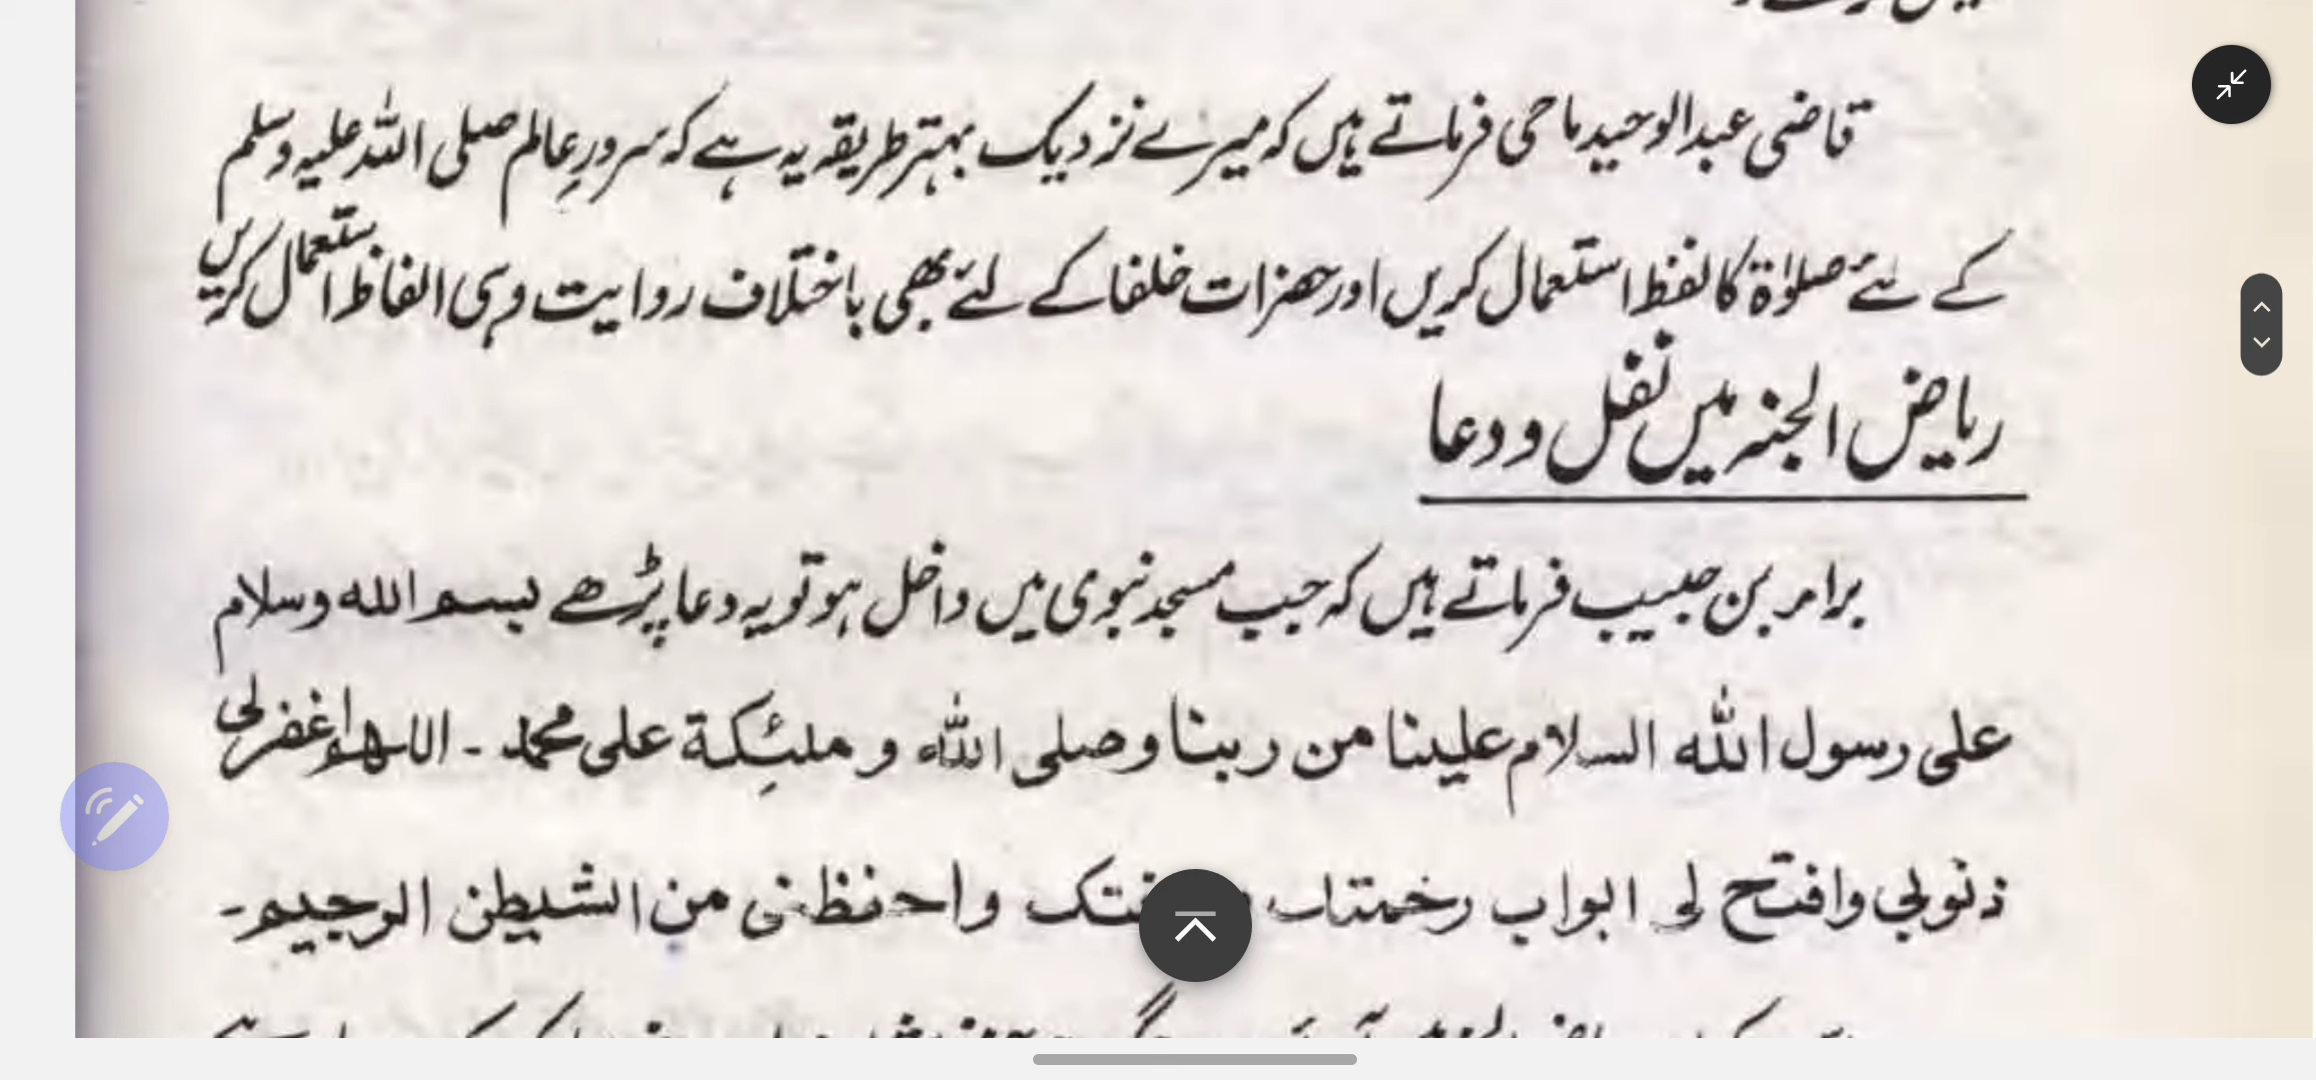 قاضی عبدالوحید ماحی فرماتے ہیں کہ میرے نزدیک بہتر طریقہ یہ ہے کہ سرورِ عالم صلی اللہ علیہ وسلم
کے لئے صلوٰۃ کا لفظ استعمال کریں اور حضرات خلفا کے لئے بھی باختلاف روایت وہی الفاظ استعمال کریں
ریاض الجنہ میں نفل و دعا
بن حبیب فرماتے ہیں کہ جب مسجد نبوی میں داخل ہو تو یہ دعا پڑھے بسم اللہ وسلام
علی رسول اللہ السلام علینا من ربنا وصلی اللہ و ملئِکة علی محمد - اللہم اغفرلی
ذنوبی وافتح لی ابواب واحفظنی من الشیطن الرجیم -